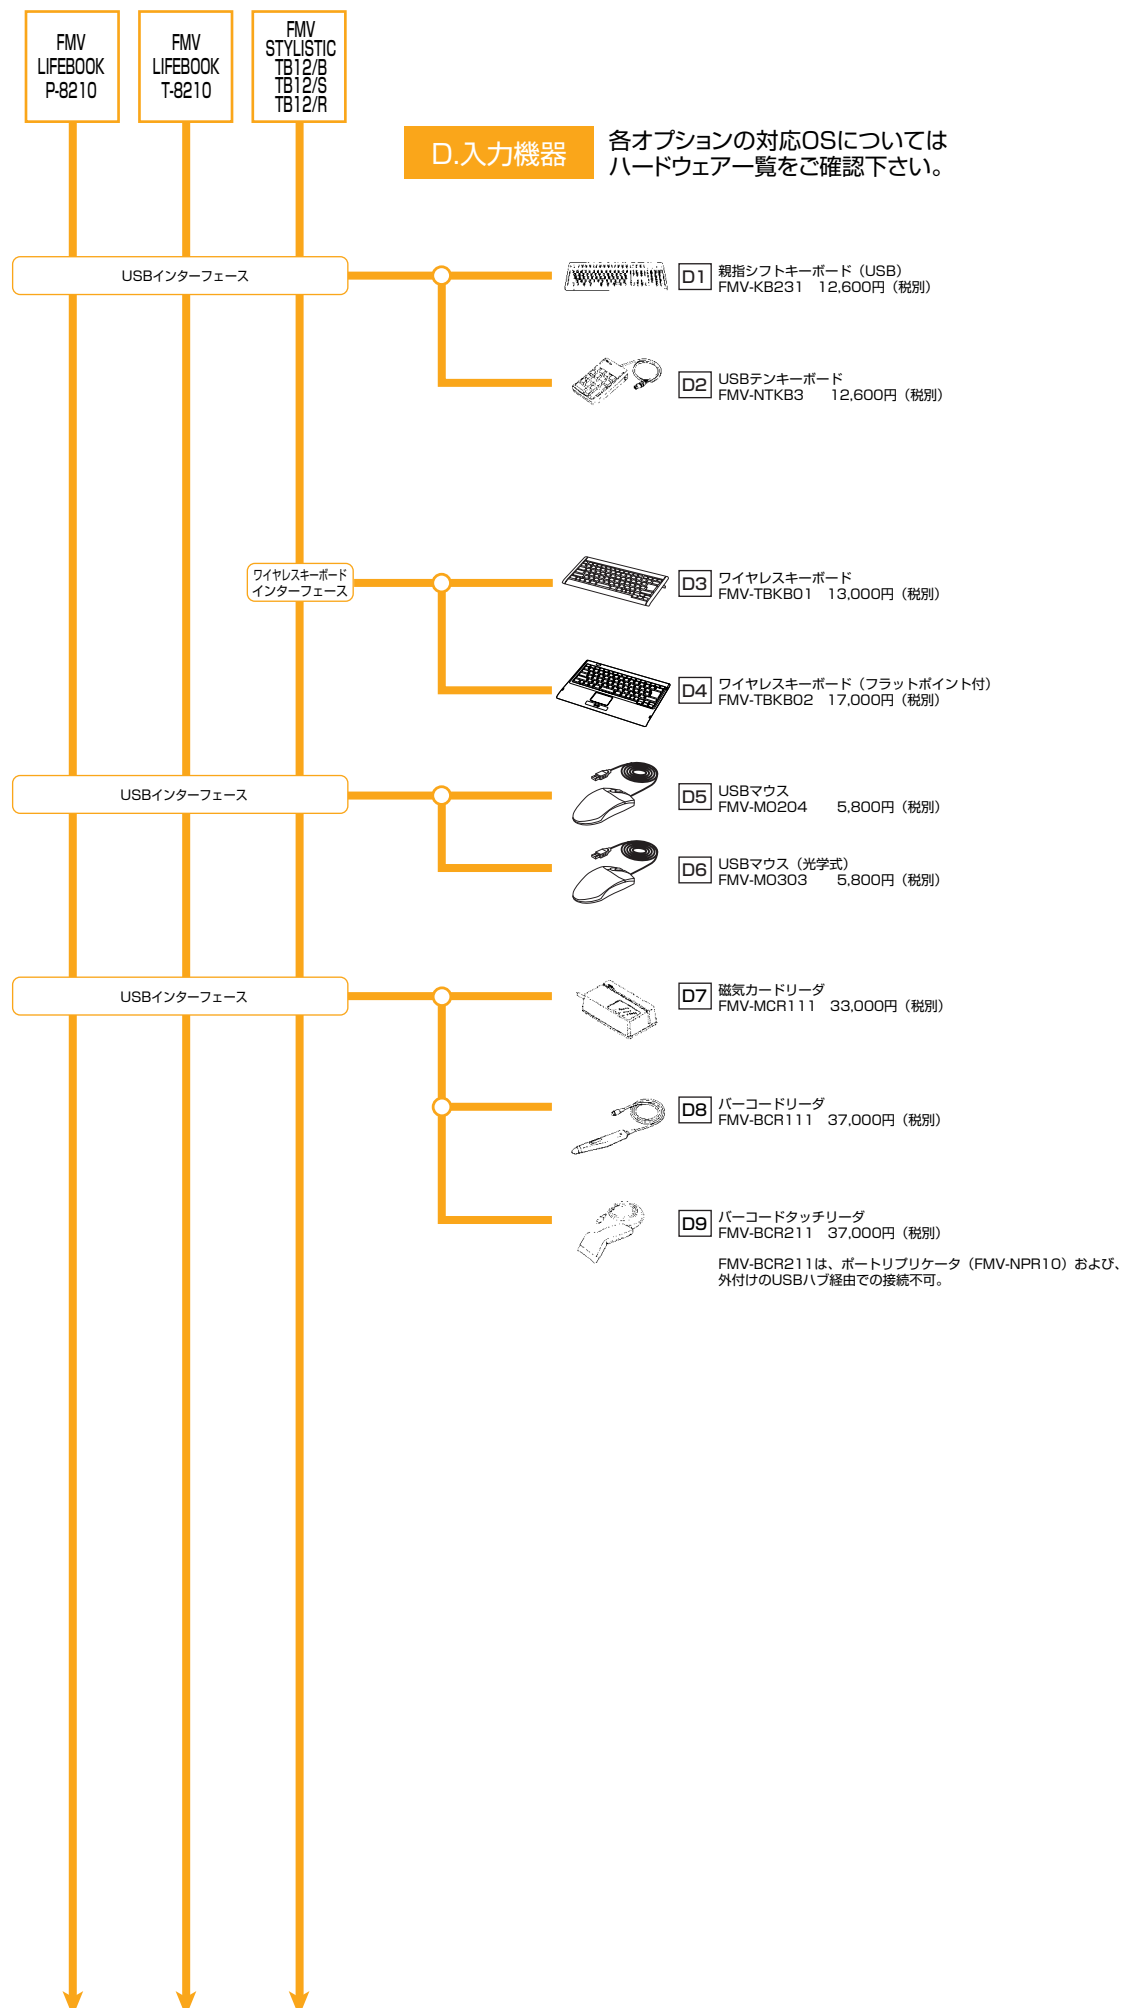 FMV
LIFEBOOK
P-8210
FMV
LIFEBOOK
T-8210
FMV
STYLISTIC
TB12/B
TB12/S
TB12/R
D.入力機器
各オプションの対応OSについては
ハードウェア一覧をご確認下さい。
USBインターフェース
D1 親指シフトキーボード（USB）
FMV-KB231 12,600円（税別）
D2 USBテンキーボード
FMV-NTKB3 12,600円（税別）
ワイヤレスキーボード
インターフェース
D3 ワイヤレスキーボード
FMV-TBKB01 13,000円（税別）
D4 ワイヤレスキーボード（フラットポイント付）
FMV-TBKB02 17,000円（税別）
USBインターフェース
D5 USBマウス
FMV-MO204 5,800円（税別）
D6 USBマウス（光学式）
FMV-MO303 5,800円（税別）
USBインターフェース
D7 磁気カードリーダ
FMV-MCR111 33,000円（税別）
D8 バーコードリーダ
FMV-BCR111 37,000円（税別）
D9 バーコードタッチリーダ
FMV-BCR211 37,000円（税別）
FMV-BCR211は、ポートリプリケータ（FMV-NPR10）および、
外付けのUSBハブ経由での接続不可。